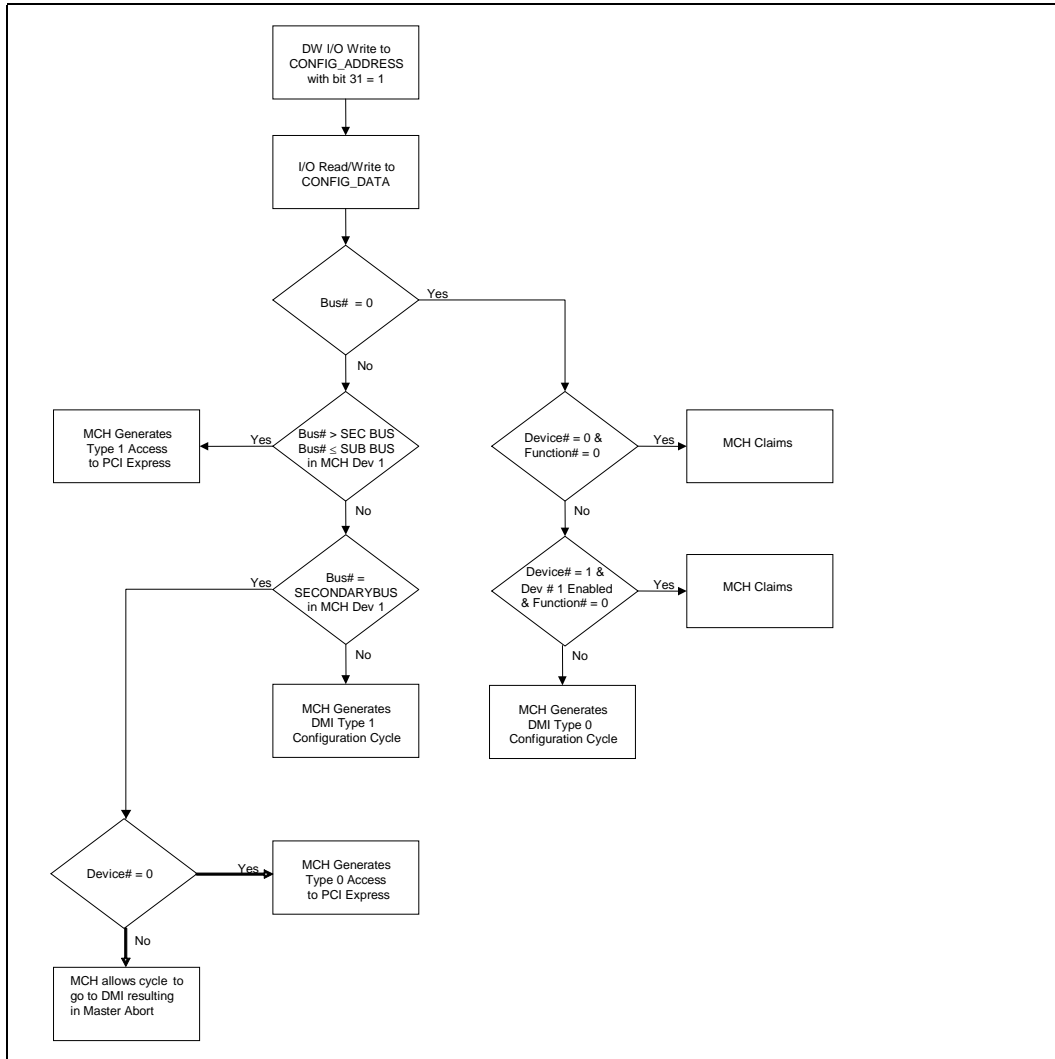 DW I/O Write to
CONFIG_ADDRESS
with bit 31 = 1
I/O Read/Write to
CONFIG_DATA
Bus# = 0
Yes
No
Bus# > SEC BUS
Bus# ≤ SUB BUS
in MCH Dev 1
Yes
MCH Generates
Type 1 Access
to PCI Express
No
Device# = 0 &
Function# = 0
Yes
MCH Claims
No
Bus# =
SECONDARYBUS
in MCH Dev 1
Yes
No
Device# = 1 &
Dev # 1 Enabled
& Function# = 0
Yes
MCH Claims
No
MCH Generates
DMI Type 1
Configuration Cycle
MCH Generates
DMI Type 0
Configuration Cycle
Device# = 0
Yes
MCH Generates
Type 0 Access
to PCI Express
No
MCH allows cycle to
go to DMI resulting
in Master Abort